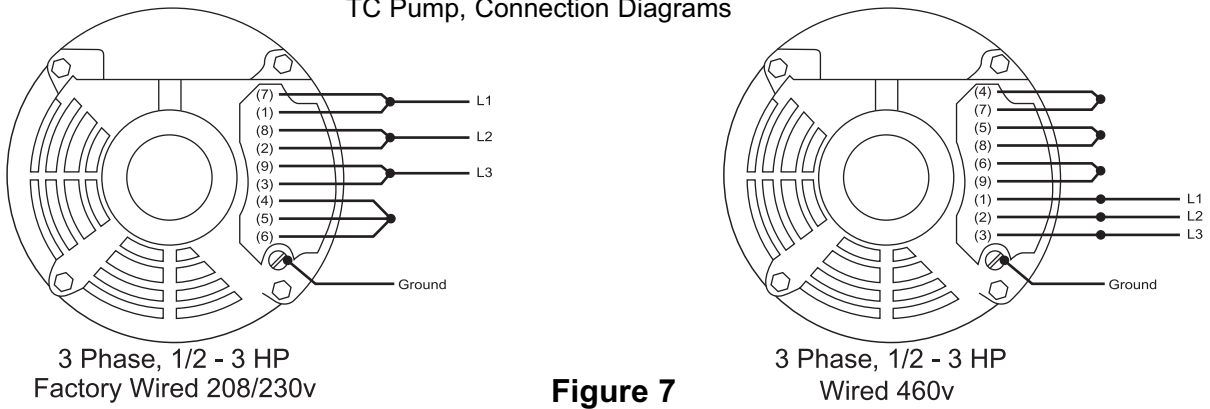 TC Pump, Connection Diagrams
(7)
(1)
(8)
(2)
(9)
(3)
(4)
(5)
(6)
L1
L2
L3
Ground
3 Phase, 1/2 - 3 HP
Factory Wired 208/230v
(4)
(7)
(5)
(8)
(6)
(9)
(1)
(2)
(3)
L1
L2
L3
Ground
3 Phase, 1/2 - 3 HP
Wired 460v
Figure 7